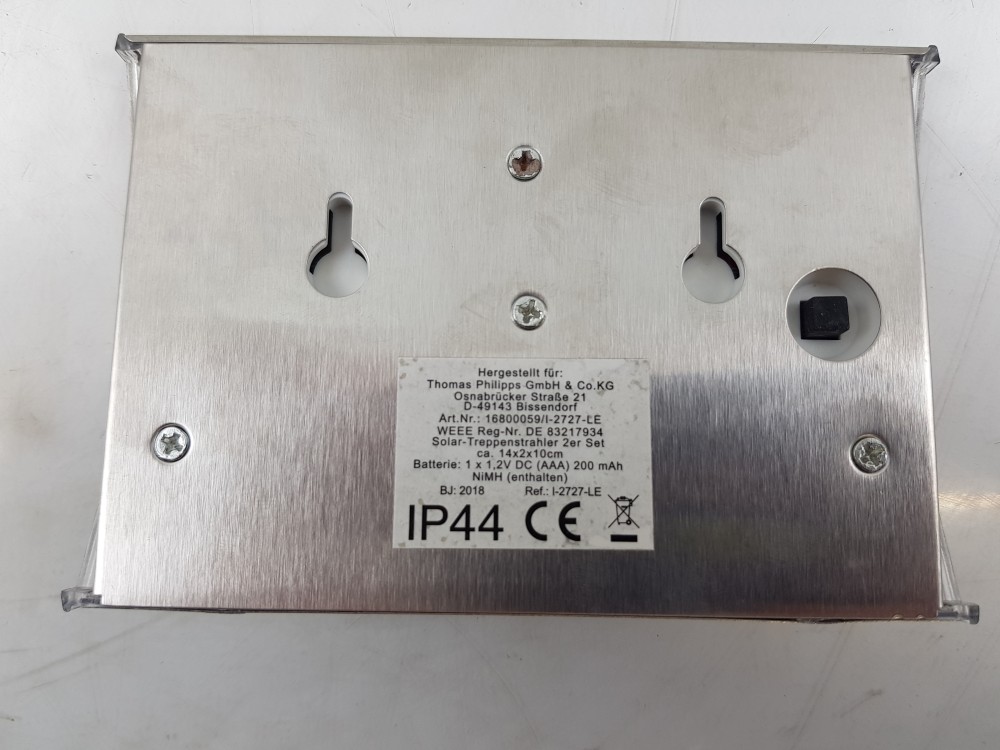 Hergestellt für:
Thomas Philipps GmbH & Co.KG
Osnabrücker Straße 21
D-49143 Bissendorf
Art.Nr.: 16800059/I-2727-LE
WEEE Reg-Nr. DE 83217934
Solar-Treppenstrahler 2er Set
ca. 14x2x10cm
Batterie: 1 x 1,2V DC (AAA) 200 mAh
NiMH (enthalten)
BJ: 2018 Ref.: I-2727-LE
IP44 CE